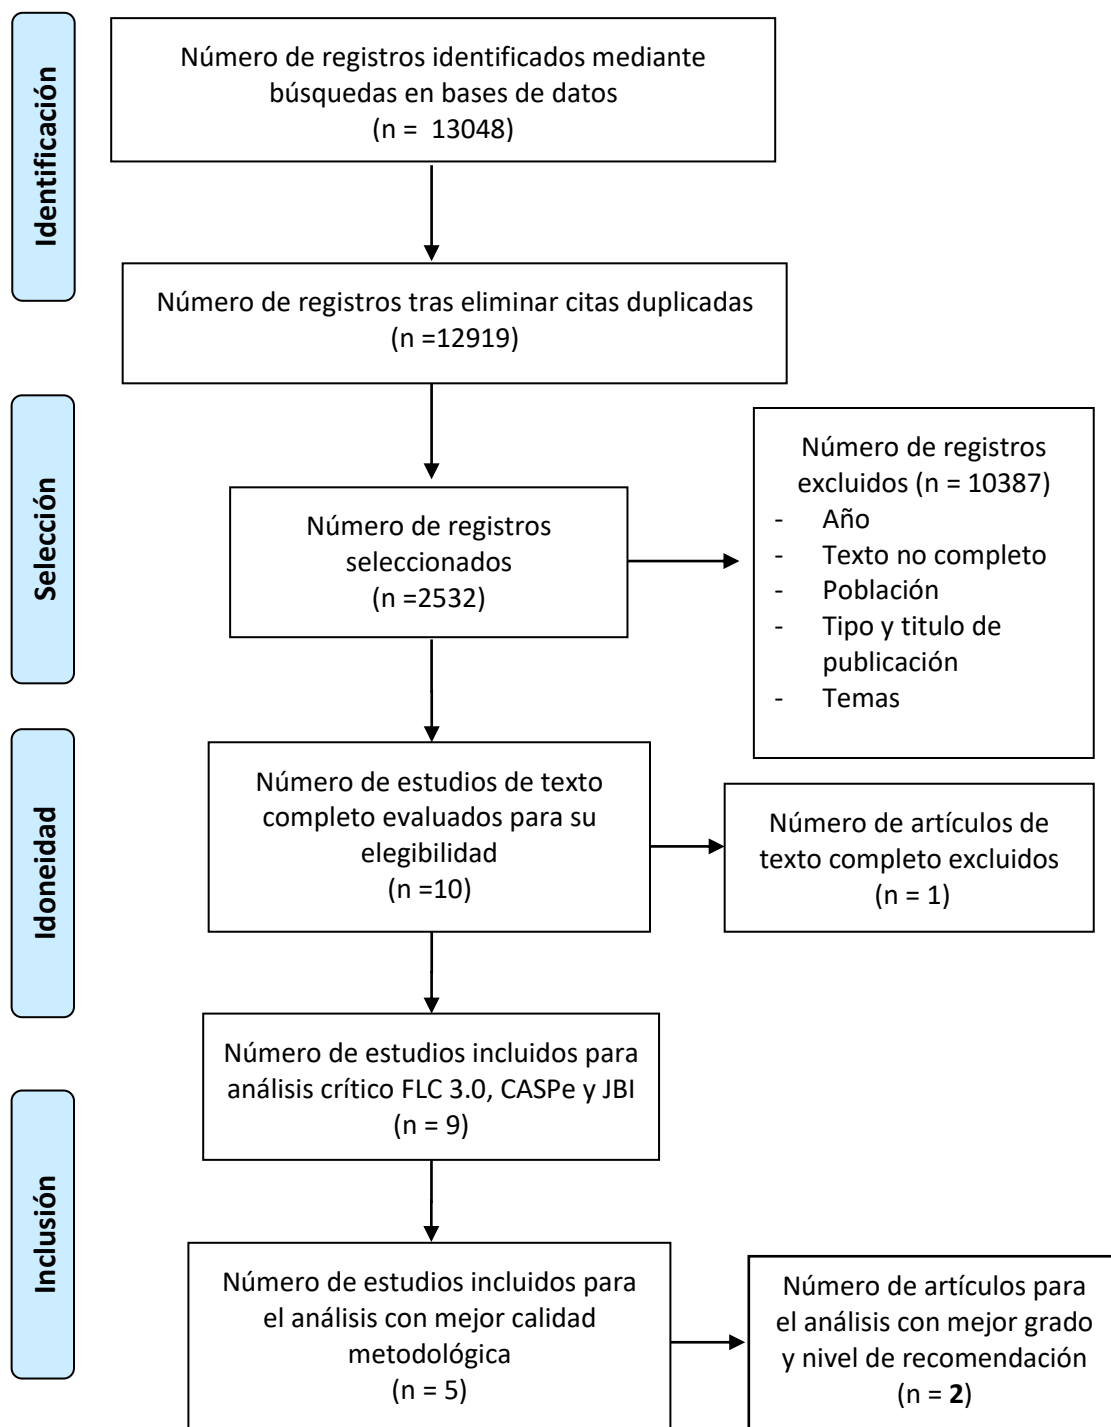 Identificación
Número de registros identificados mediante
búsquedas en bases de datos
(n =  13048)
Número de registros tras eliminar citas duplicadas
(n =12919)
Selección
Número de registros
seleccionados
(n =2532)
Número de registros
excluidos (n = 10387)
- Año
- Texto no completo
- Población
- Tipo y titulo de
publicación
- Temas
Idoneidad
Número de estudios de texto
completo evaluados para su
elegibilidad
(n =10)
Número de artículos de
texto completo excluidos
(n = 1)
Inclusión
Número de estudios incluidos para
análisis crítico FLC 3.0, CASPe y JBI
(n = 9)
Número de estudios incluidos para
el análisis con mejor calidad
metodológica
(n = 5)
Número de artículos para
el análisis con mejor grado
y nivel de recomendación
(n = 2)